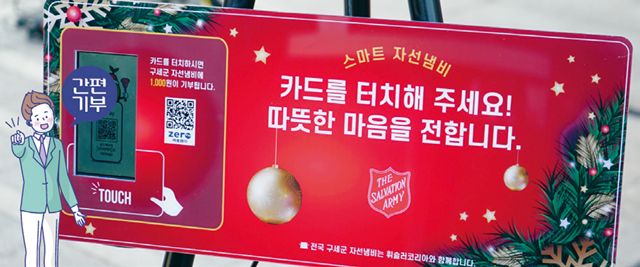 스마트 자선냄비
카드를 터치해 주세요!
따뜻한 마음을 전합니다.
카드를 터치하시면
구세군 자선냄비에
1,000원이 기부됩니다.
간편
기부
zero
TOUCH
THE
SALVATION
ARMY
전국 구세군 자선냄비는 휘슬러코리아와 함께합니다.